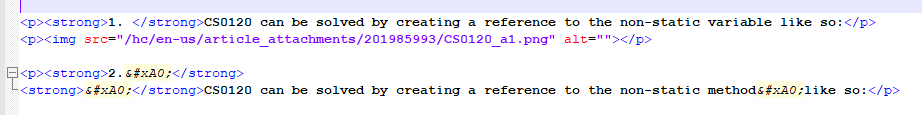 <p><strong>1. </strong>CS0120 can be solved by creating a reference to the non-static variable like so:</p>
<p><img src="/hc/en-us/article_attachments/201985993/CS0120_a1.png" alt=""></p>
<p><strong>2.&#xA0;</strong>
<strong>&#xA0;</strong>CS0120 can be solved by creating a reference to the non-static method&#xA0;like so:</p>